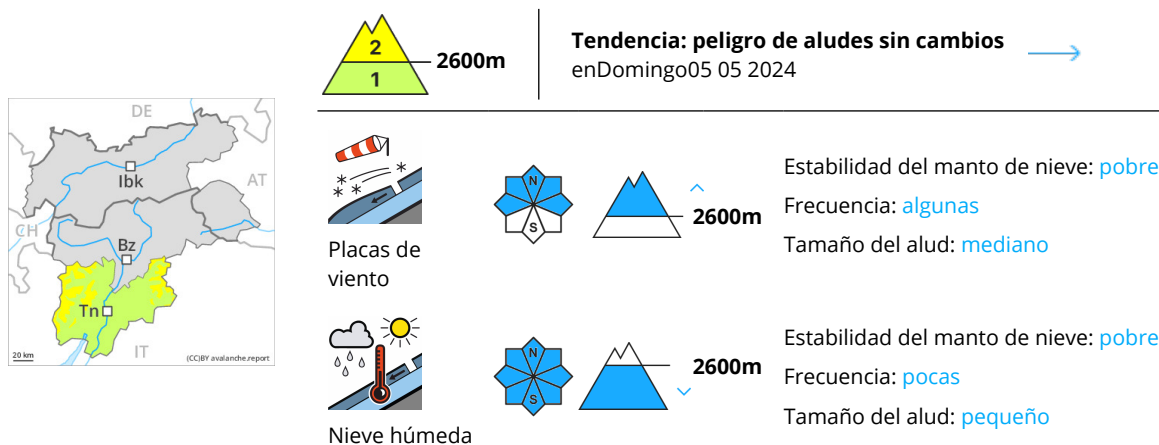 2
1
2600m
Tendencia: peligro de aludes sin cambios
enDomingo05 05 2024
DE
AT
CH
IT
Ibk
Bz
Tn
20 km
(CC)BY avalanche.report
Placas de
viento
N
S
2600m
Estabilidad del manto de nieve: pobre
Frecuencia: algunas
Tamaño del alud: mediano
Nieve húmeda
N
S
2600m
Estabilidad del manto de nieve: pobre
Frecuencia: pocas
Tamaño del alud: pequeño